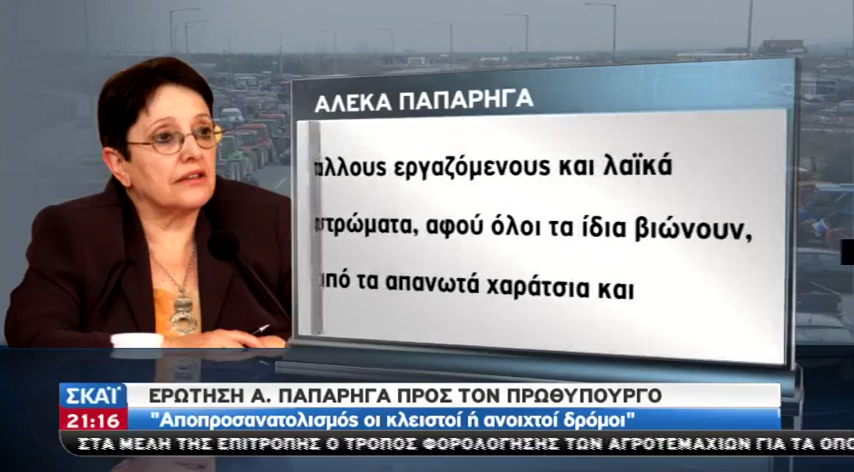 ΑΛΕΚΑ ΠΑΠΑΡΗΓΑ
άλλους εργαζόμενους και λαϊκά
στρώματα, αφού όλοι τα ίδια βιώνουν,
από τα απανωτά χαράτσια και
ΣΚΑΪ
ΕΡΩΤΗΣΗ Α. ΠΑΠΑΡΗΓΑ ΠΡΟΣ ΤΟΝ ΠΡΩΘΥΠΟΥΡΓΟ
21:16
"Αποπροσανατολισμός οι κλειστοί ή ανοιχτοί δρόμοι"
ΣΤΑ ΜΕΛΗ ΤΗΣ ΕΠΙΤΡΟΠΗΣ Ο ΤΡΟΠΟΣ ΦΟΡΟΛΟΓΗΣΗΣ ΤΩΝ ΑΓΡΟΤΕΜΑΧΙΩΝ ΓΙΑ ΤΑ ΟΠΟ